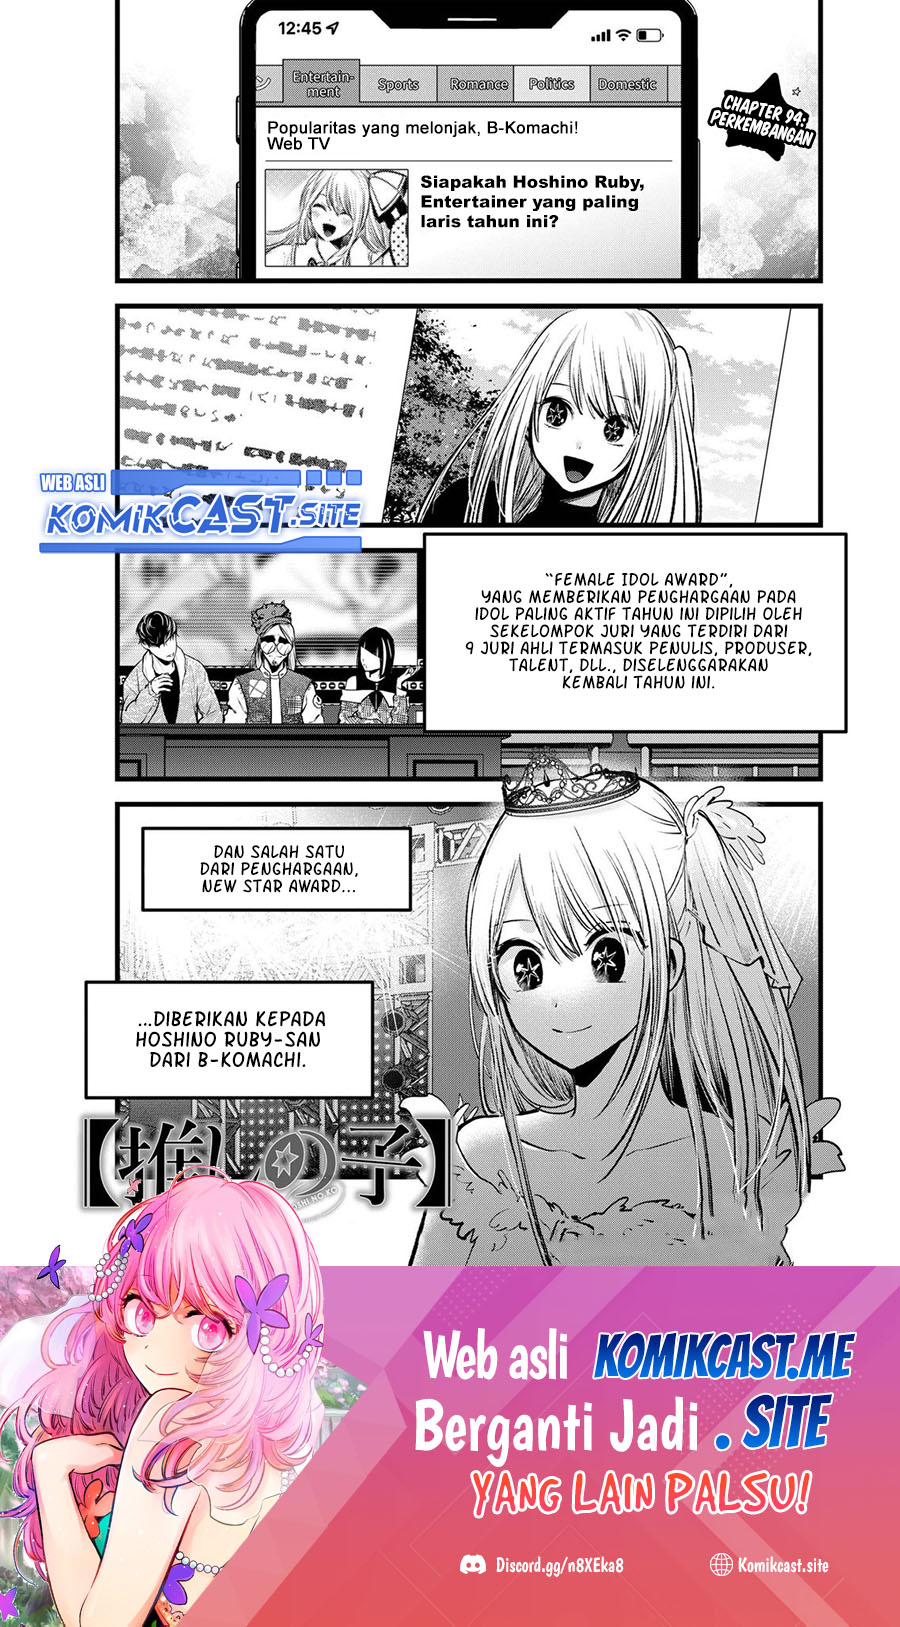 12:45
Entertain-
ment
Sports
Romance
Politics
Domestic
CHAPTER 94:
PERKEMBANGAN
Popularitas yang melonjak, B-Komachi!
Web TV
Siapakah Hoshino Ruby,
Entertainer yang paling
laris tahun ini?
WEB ASLI
KOMIKCAST.SITE
“FEMALE IDOL AWARD”,
YANG MEMBERIKAN PENGHARGAAN PADA
IDOL PALING AKTIF TAHUN INI DIPILIH OLEH
SEKELOMPOK JURI YANG TERDIRI DARI
9 JURI AHLI TERMASUK PENULIS, PRODUSER,
TALENT, DLL., DISELENGGARAKAN
KEMBALI TAHUN INI.
DAN SALAH SATU
DARI PENGHARGAAN,
NEW STAR AWARD...
...DIBERIKAN KEPADA
HOSHINO RUBY-SAN
DARI B-KOMACHI.
【推しの子】
OSHI NO KO
Web asli KOMIKCAST.ME
Berganti Jadi .SITE
YANG LAIN PALSU!
Discord.gg/n8XEka8
Komikcast.site